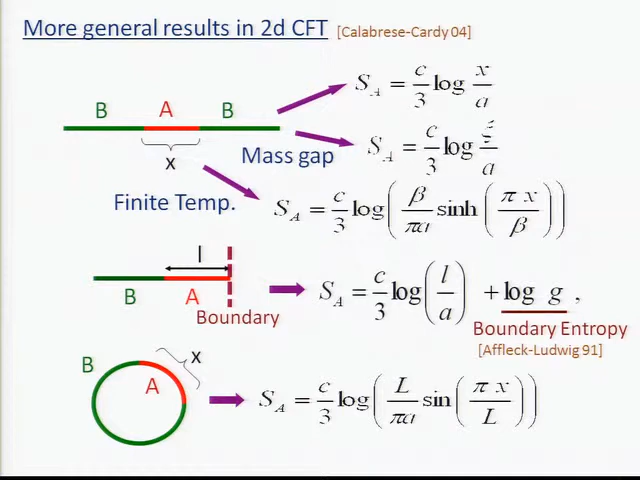 More general results in 2d CFT [Calabrese-Cardy 04]
B A B
x
S_A = c/3 log x/a
Mass gap
S_A = c/3 log ξ/a
Finite Temp.
S_A = c/3 log( β/πa sinh( π x/β ) )
l
B A
Boundary
S_A = c/3 log( l/a ) + log g ,
Boundary Entropy
[Affleck-Ludwig 91]
B
A
x
S_A = c/3 log( L/πa sin( π x/L ) )